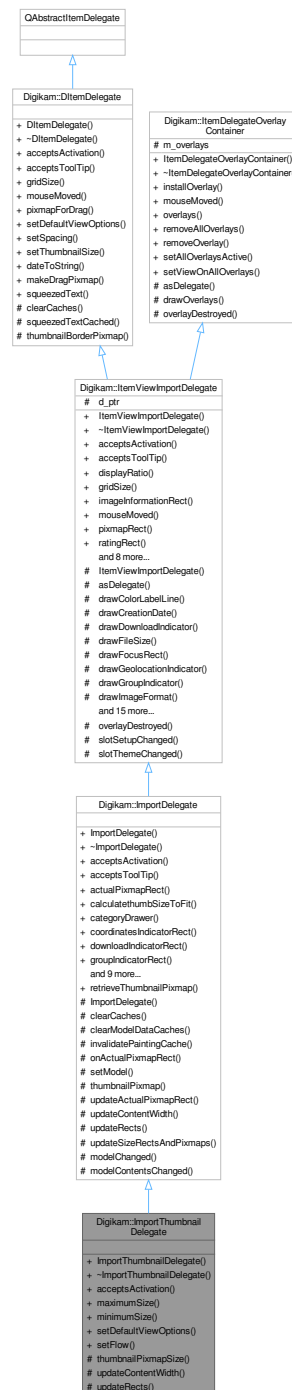 QAbstractItemDelegate
Digikam::DItemDelegate
+ DItemDelegate()
+ ~DItemDelegate()
+ acceptsActivation()
+ acceptsToolTip()
+ gridSize()
+ mouseMoved()
+ pixmapForDrag()
+ setDefaultViewOptions()
+ setSpacing()
+ setThumbnailSize()
+ dateToString()
+ makeDragPixmap()
+ squeezedText()
# clearCaches()
# squeezedTextCached()
# thumbnailBorderPixmap()
Digikam::ItemDelegateOverlay
Container
# m_overlays
+ ItemDelegateOverlayContainer()
+ ~ItemDelegateOverlayContainer
+ installOverlay()
+ mouseMoved()
+ overlays()
+ removeAllOverlays()
+ removeOverlay()
+ setAllOverlaysActive()
+ setViewOnAllOverlays()
# asDelegate()
# drawOverlays()
# overlayDestroyed()
Digikam::ItemViewImportDelegate
# d_ptr
+ ItemViewImportDelegate()
+ ~ItemViewImportDelegate()
+ acceptsActivation()
+ acceptsToolTip()
+ displayRatio()
+ gridSize()
+ imageInformationRect()
+ mouseMoved()
+ pixmapRect()
+ ratingRect()
and 8 more...
# ItemViewImportDelegate()
# asDelegate()
# drawColorLabelLine()
# drawCreationDate()
# drawDownloadIndicator()
# drawFileSize()
# drawFocusRect()
# drawGeolocationIndicator()
# drawGroupIndicator()
# drawImageFormat()
and 15 more...
# overlayDestroyed()
# slotSetupChanged()
# slotThemeChanged()
Digikam::ImportDelegate
+ ImportDelegate()
+ ~ImportDelegate()
+ acceptsActivation()
+ acceptsToolTip()
+ actualPixmapRect()
+ calculatethumbSizeToFit()
+ categoryDrawer()
+ coordinatesIndicatorRect()
+ downloadIndicatorRect()
+ groupIndicatorRect()
and 9 more...
+ retrieveThumbnailPixmap()
# ImportDelegate()
# clearCaches()
# clearModelDataCaches()
# invalidatePaintingCache()
# onActualPixmapRect()
# setModel()
# thumbnailPixmap()
# updateActualPixmapRect()
# updateContentWidth()
# updateRects()
# updateSizeRectsAndPixmaps()
# modelChanged()
# modelContentsChanged()
Digikam::ImportThumbnail
Delegate
+ ImportThumbnailDelegate()
+ ~ImportThumbnailDelegate()
+ acceptsActivation()
+ maximumSize()
+ minimumSize()
+ setDefaultViewOptions()
+ setFlow()
# thumbnailPixmapSize()
# updateContentWidth()
# updateRects()